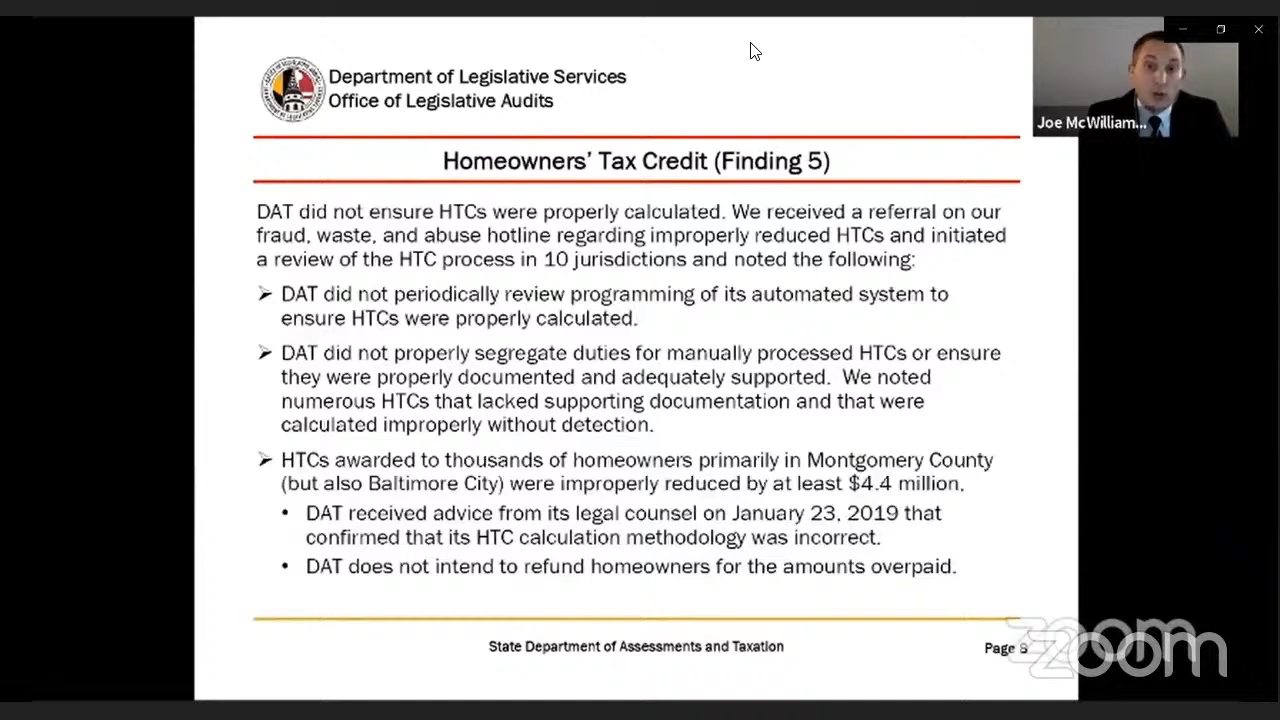 Department of Legislative Services
Office of Legislative Audits
Joe McWilliam...
Homeowners' Tax Credit (Finding 5)
DAT did not ensure HTCs were properly calculated. We received a referral on our
fraud, waste, and abuse hotline regarding improperly reduced HTCs and initiated
a review of the HTC process in 10 jurisdictions and noted the following:
➢ DAT did not periodically review programming of its automated system to
ensure HTCs were properly calculated.
➢ DAT did not properly segregate duties for manually processed HTCs or ensure
they were properly documented and adequately supported. We noted
numerous HTCs that lacked supporting documentation and that were
calculated improperly without detection.
➢ HTCs awarded to thousands of homeowners primarily in Montgomery County
(but also Baltimore City) were improperly reduced by at least $4.4 million.
• DAT received advice from its legal counsel on January 23, 2019 that
confirmed that its HTC calculation methodology was incorrect.
• DAT does not intend to refund homeowners for the amounts overpaid.
State Department of Assessments and Taxation
Page
zoom
zoom